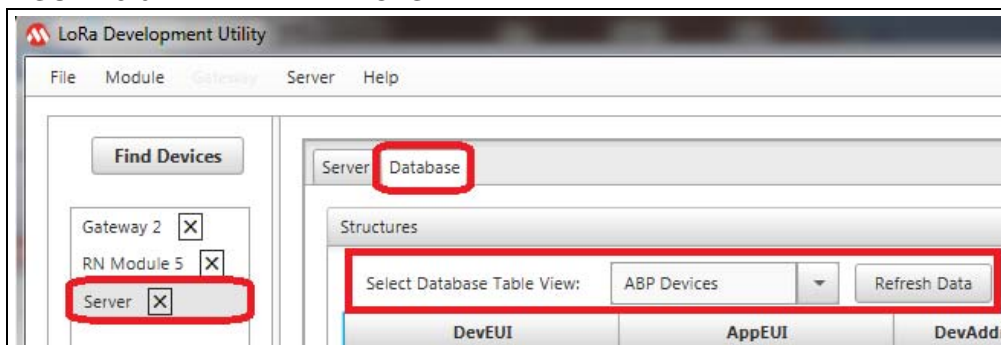 LoRa Development Utility
File Module Gateway Server Help
Find Devices
Server Database
Gateway 2
Structures
RN Module 5
Select Database Table View: ABP Devices Refresh Data
Server
DevEUI AppEUI DevAdd